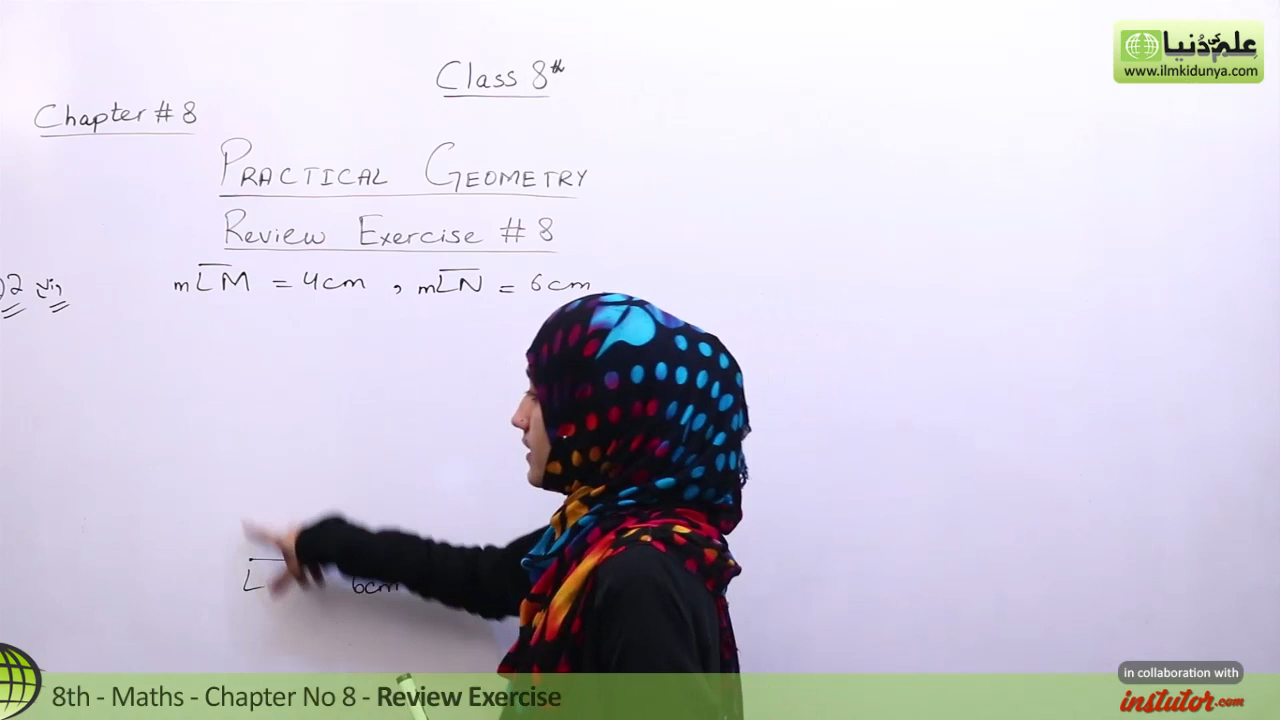 علم کی دُنیا
www.ilmkidunya.com
Class 8th
Chapter # 8
PRACTICAL GEOMETRY
Review Exercise # 8
mLM = 4cm , mLN = 6cm
L
6cm
in collaboration with
instutor.com
8th - Maths - Chapter No 8 - Review Exercise